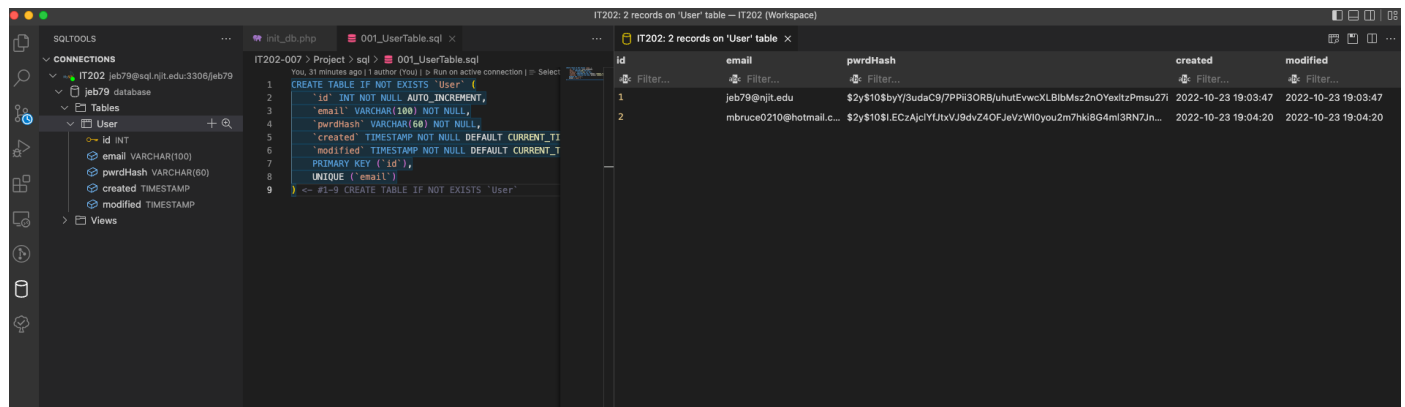 IT202: 2 records on 'User' table — IT202 (Workspace)
SQLTOOLS ...
CONNECTIONS
IT202 jeb79@sql.njit.edu:3306/jeb79
jeb79 database
Tables
User
id INT
email VARCHAR(100)
pwrdHash VARCHAR(60)
created TIMESTAMP
modified TIMESTAMP
Views
init_db.php 001_UserTable.sql ...
IT202-007 > Project > sql > 001_UserTable.sql
You, 31 minutes ago | 1 author (You) | ▷ Run on active connection | Select
1 CREATE TABLE IF NOT EXISTS `User` (
2 `id` INT NOT NULL AUTO_INCREMENT,
3 `email` VARCHAR(100) NOT NULL,
4 `pwrdHash` VARCHAR(60) NOT NULL,
5 `created` TIMESTAMP NOT NULL DEFAULT CURRENT_TI
6 `modified` TIMESTAMP NOT NULL DEFAULT CURRENT_T
7 PRIMARY KEY (`id`),
8 UNIQUE (`email`)
9 ) <- #1-9 CREATE TABLE IF NOT EXISTS `User`
IT202: 2 records on 'User' table ...
id email pwrdHash created modified
Filter... Filter... Filter... Filter... Filter...
1 jeb79@njit.edu $2y$10$byY/3udaC9/7PPii3ORB/uhutEvwcXLBIbMsz2nOYexltzPmsu27i 2022-10-23 19:03:47 2022-10-23 19:03:47
2 mbruce0210@hotmail.c... $2y$10$I.ECzAjclYfJtxVJ9dvZ4OFJeVzWI0you2m7hki8G4ml3RN7Jn... 2022-10-23 19:04:20 2022-10-23 19:04:20